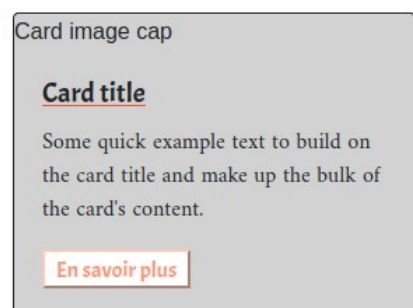 Card image cap
Card title
Some quick example text to build on
the card title and make up the bulk of
the card's content.
En savoir plus